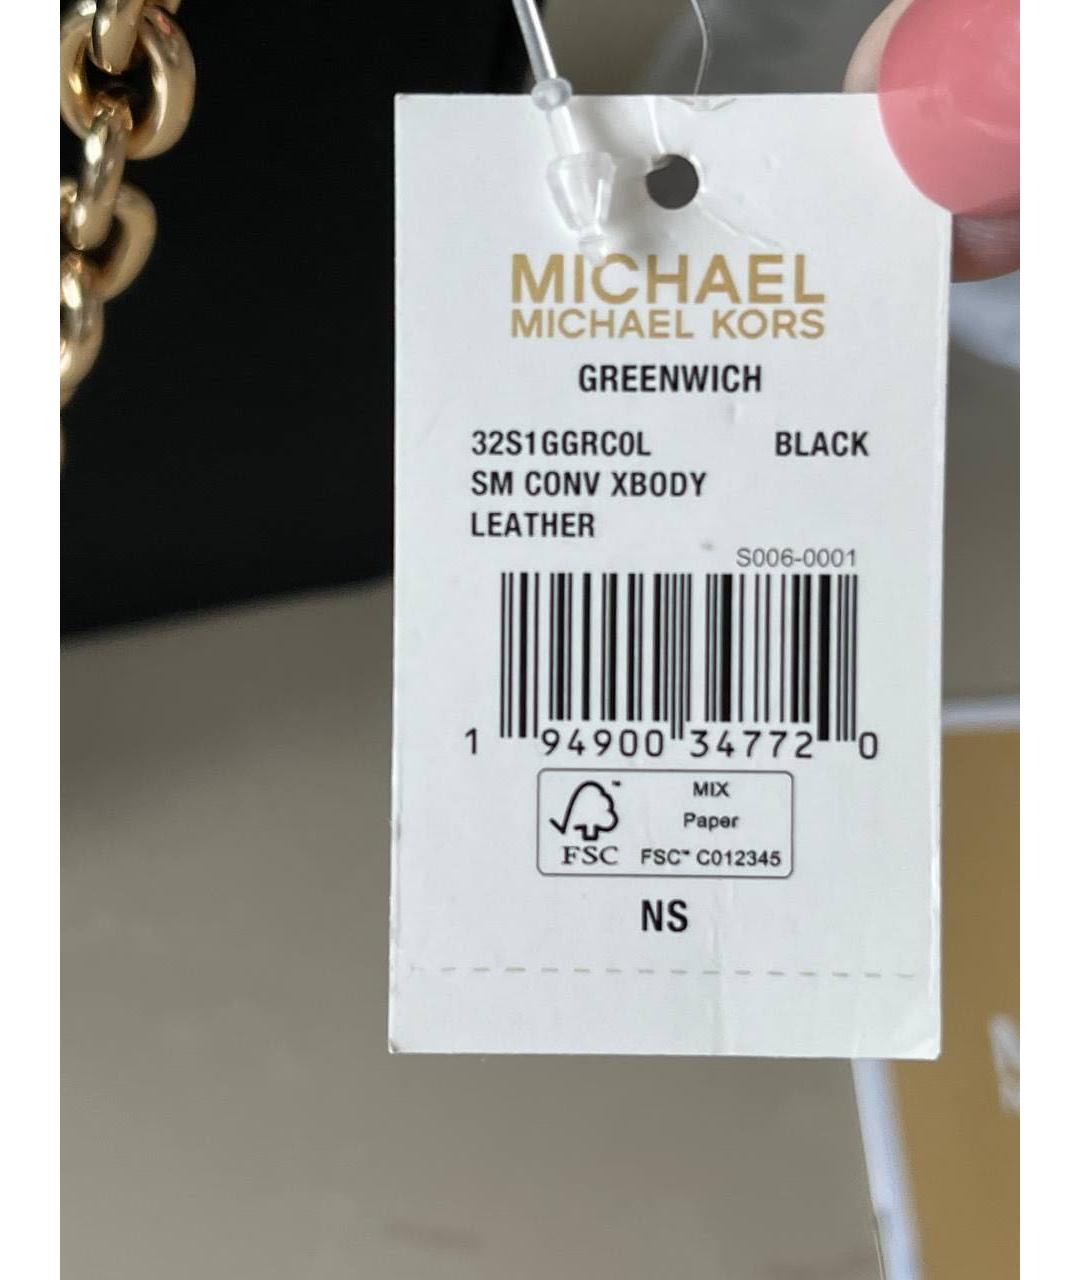 MICHAEL
MICHAEL KORS
GREENWICH
32S1GGRC0L BLACK
SM CONV XBODY
LEATHER
S006-0001
1 94900 34772 0
MIX
Paper
FSC™ C012345
FSC
NS